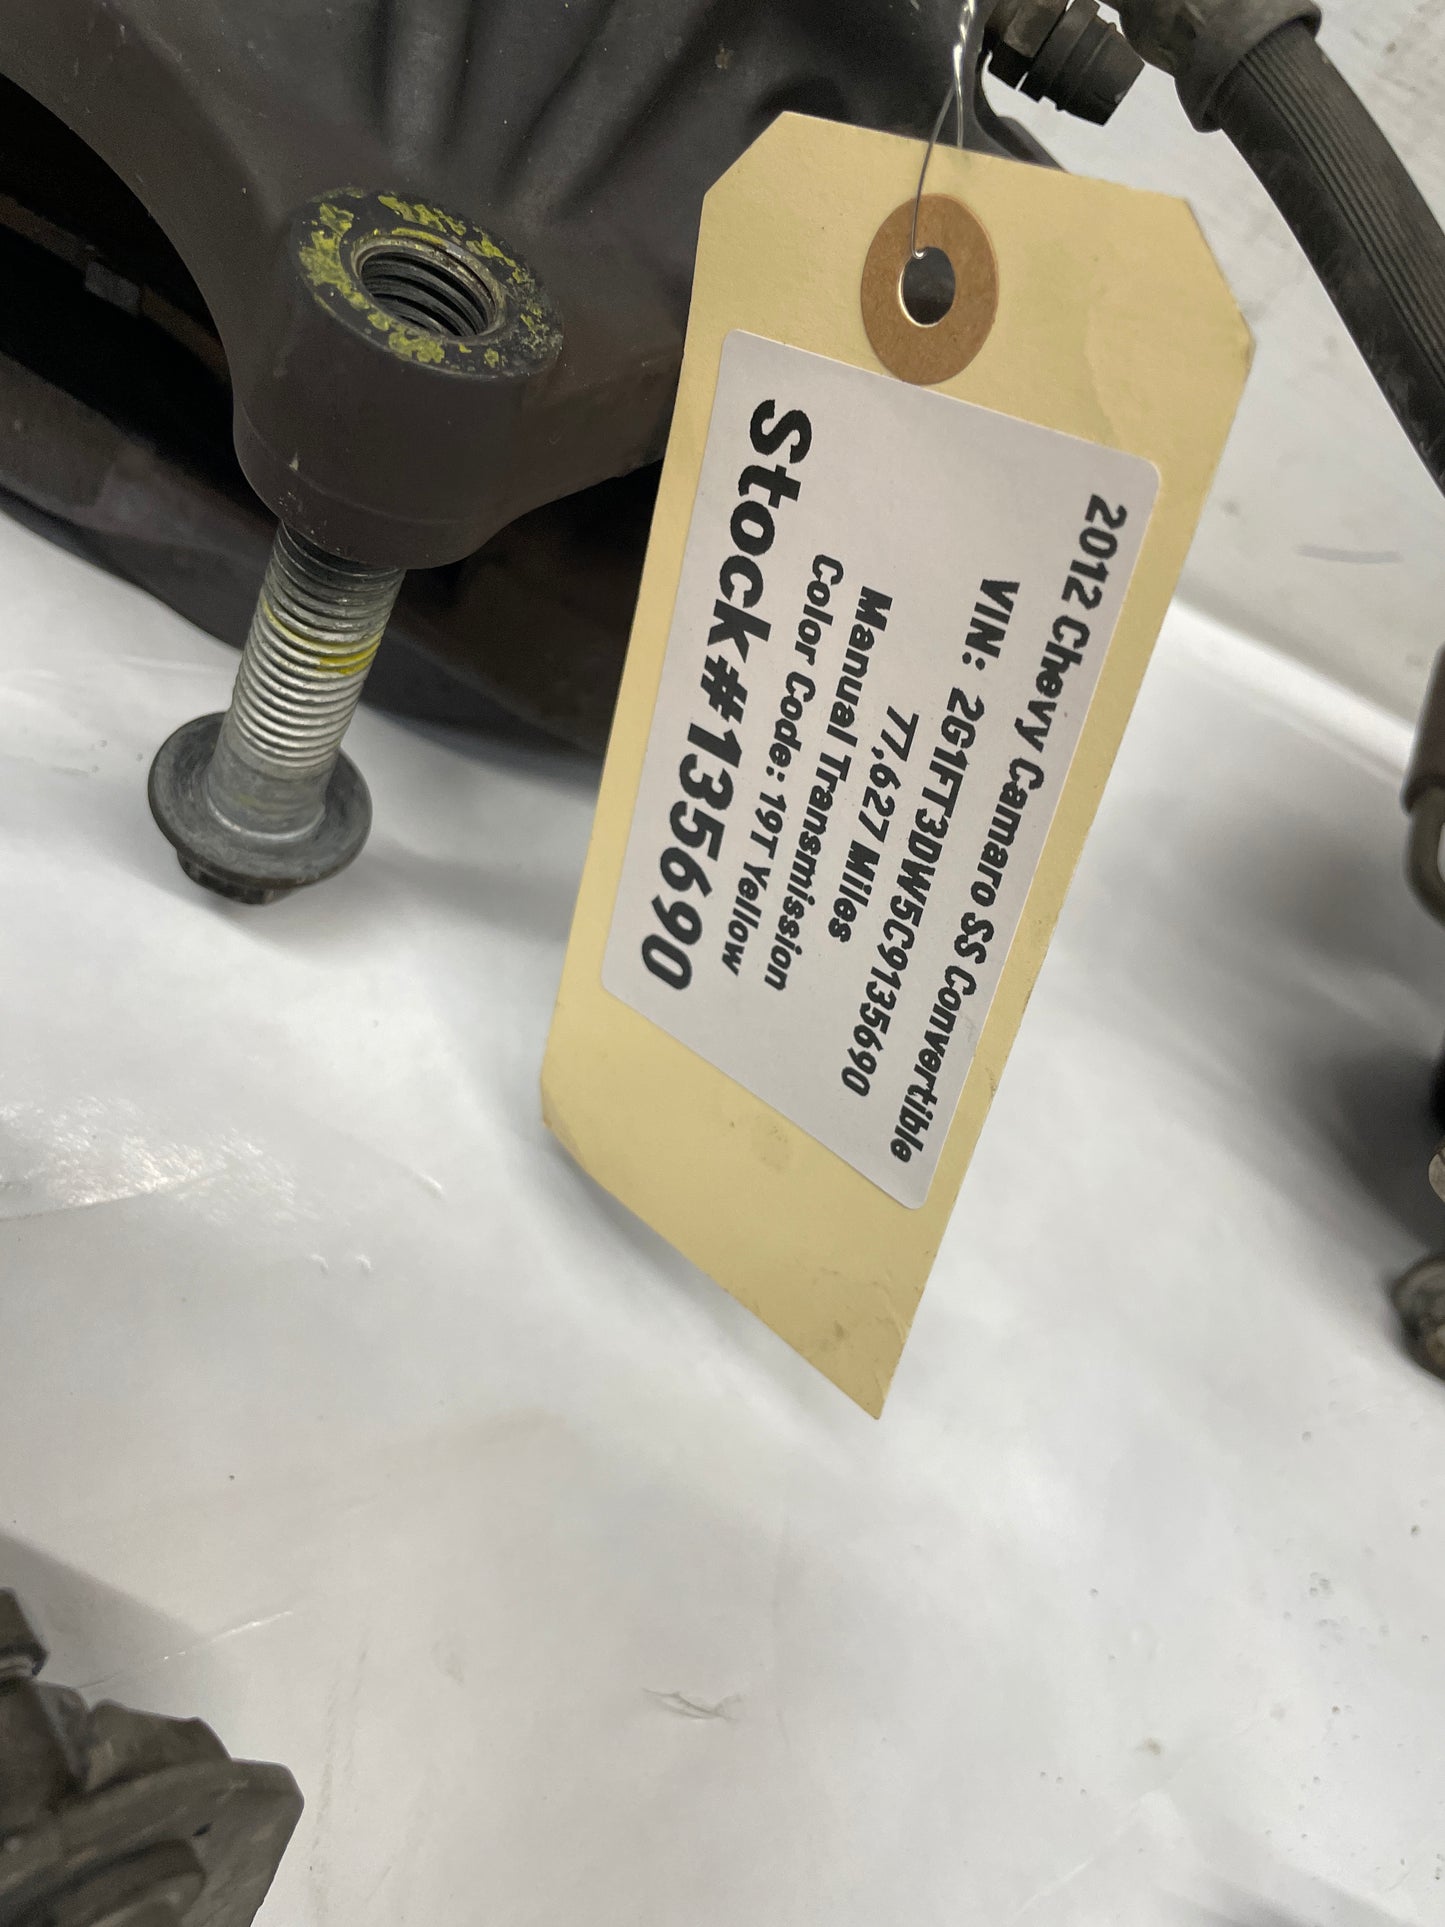 2012 Chevy Camaro SS Convertible
VIN: 2G1FT3DW5C9135690
77,627 Miles
Manual Transmission
Color Code: 19T Yellow
Stock#135690